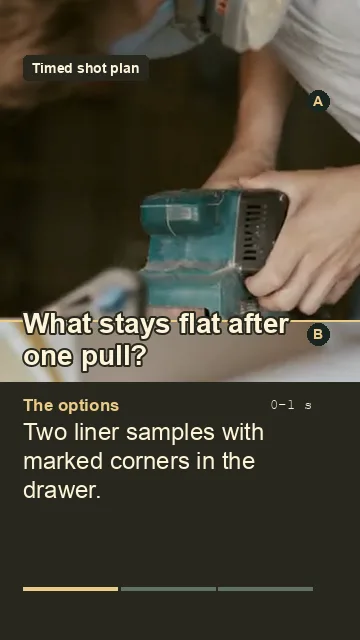 Timed shot plan
A
What stays flat after
one pull?
B
The options
0–1 s
Two liner samples with
marked corners in the
drawer.